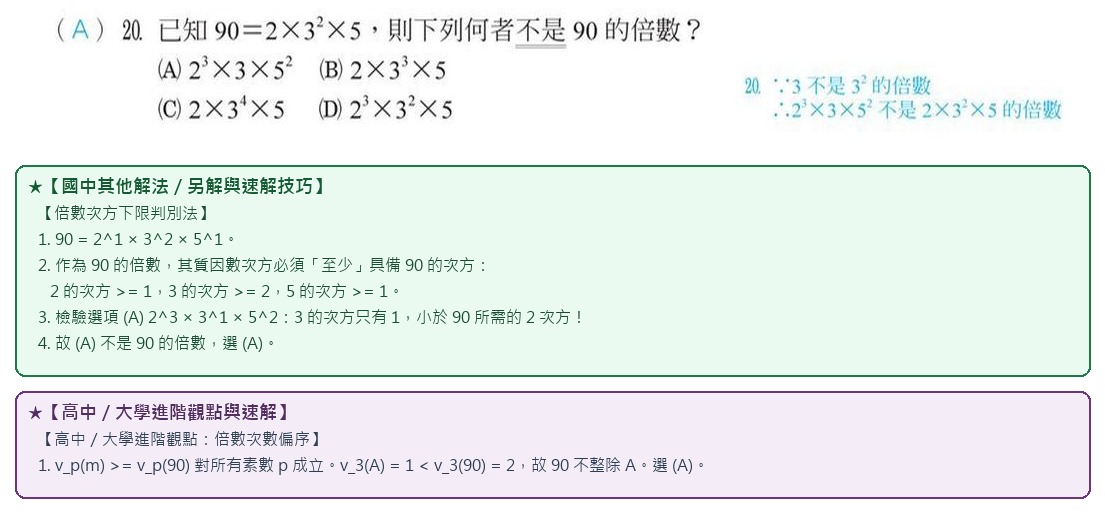 （A）20. 已知 90＝2×3²×5，則下列何者不是 90 的倍數？
(A) 2³×3×5² (B) 2×3³×5
(C) 2×3⁴×5 (D) 2³×3²×5
20. ∵3 不是 3² 的倍數
∴2³×3×5² 不是 2×3²×5 的倍數
★【國中其他解法 / 另解與速解技巧】
【倍數次方下限判別法】
1. 90 = 2^1 × 3^2 × 5^1。
2. 作為 90 的倍數，其質因數次方必須「至少」具備 90 的次方：
2 的次方 >= 1，3 的次方 >= 2，5 的次方 >= 1。
3. 檢驗選項 (A) 2^3 × 3^1 × 5^2：3 的次方只有 1，小於 90 所需的 2 次方！
4. 故 (A) 不是 90 的倍數，選 (A)。
★【高中 / 大學進階觀點與速解】
【高中 / 大學進階觀點：倍數次數偏序】
1. v_p(m) >= v_p(90) 對所有素數 p 成立。v_3(A) = 1 < v_3(90) = 2，故 90 不整除 A。選 (A)。